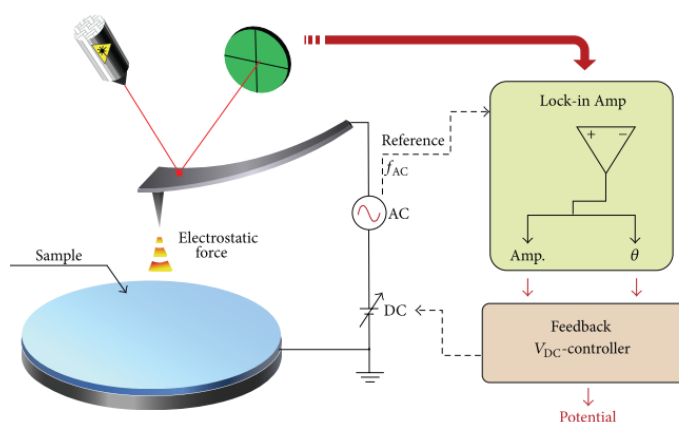 Lock-in Amp
+ −
Reference
f_AC
AC
Electrostatic
force
Sample
Amp.
θ
DC
Feedback
V_DC-controller
Potential